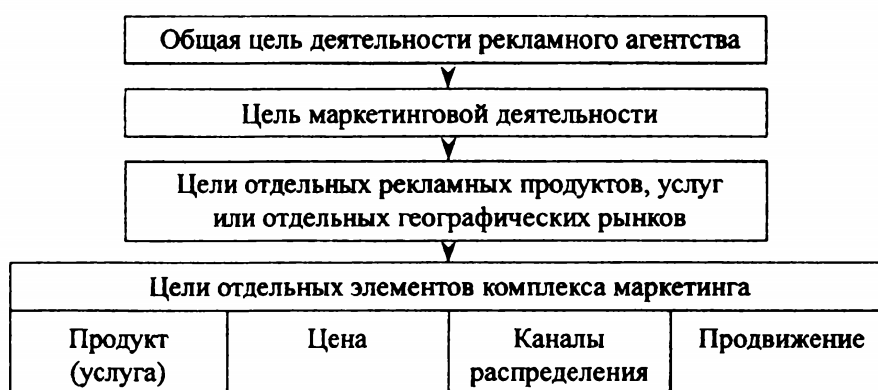 Общая цель деятельности рекламного агентства
Цель маркетинговой деятельности
Цели отдельных рекламных продуктов, услуг
или отдельных географических рынков
Цели отдельных элементов комплекса маркетинга
Продукт
(услуга)
Цена
Каналы
распределения
Продвижение